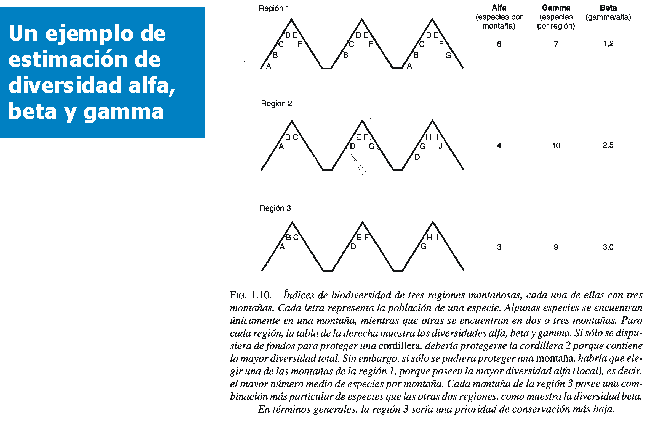 Un ejemplo de
estimación de
diversidad alfa,
beta y gamma
Región 1
Alfa
(especies por
montaña)
Gamma
(especies
por región)
Beta
(gamma/alfa)
D E
C F
B
A
D E
C F
B
D E
C F
B
A G
6 7 1,2
Region 2
B C
A
E F
D G
H I
G J
D
4 10 2.5
Región 3
B C
A
E F
D
H I
G
3 9 3.0
FIG. 1.10. Índices de biodiversidad de tres regiones montañosas, cada una de ellas con tres
montañas. Cada letra representa la población de una especie. Algunas especies se encuentran
únicamente en una montaña, mientras que otras se encuentran en dos o tres montañas. Para
cada región, la tabla de la derecha muestra las diversidades alfa, beta y gamma. Si sólo se dispu-
siera de fondos para proteger una cordillera, debería protegerse la cordillera 2 porque contiene
la mayor diversidad total. Sin embargo, si sólo se pudiera proteger una montaña, habría que ele-
gir una de las montañas de la región 1, porque poseen la mayor diversidad alfa (local), es decir,
el mayor número medio de especies por montaña. Cada montaña de la región 3 posee una com-
binación más particular de especies que las otras dos regiones, como muestra la diversidad beta.
En términos generales, la región 3 sería una prioridad de conservación más baja.